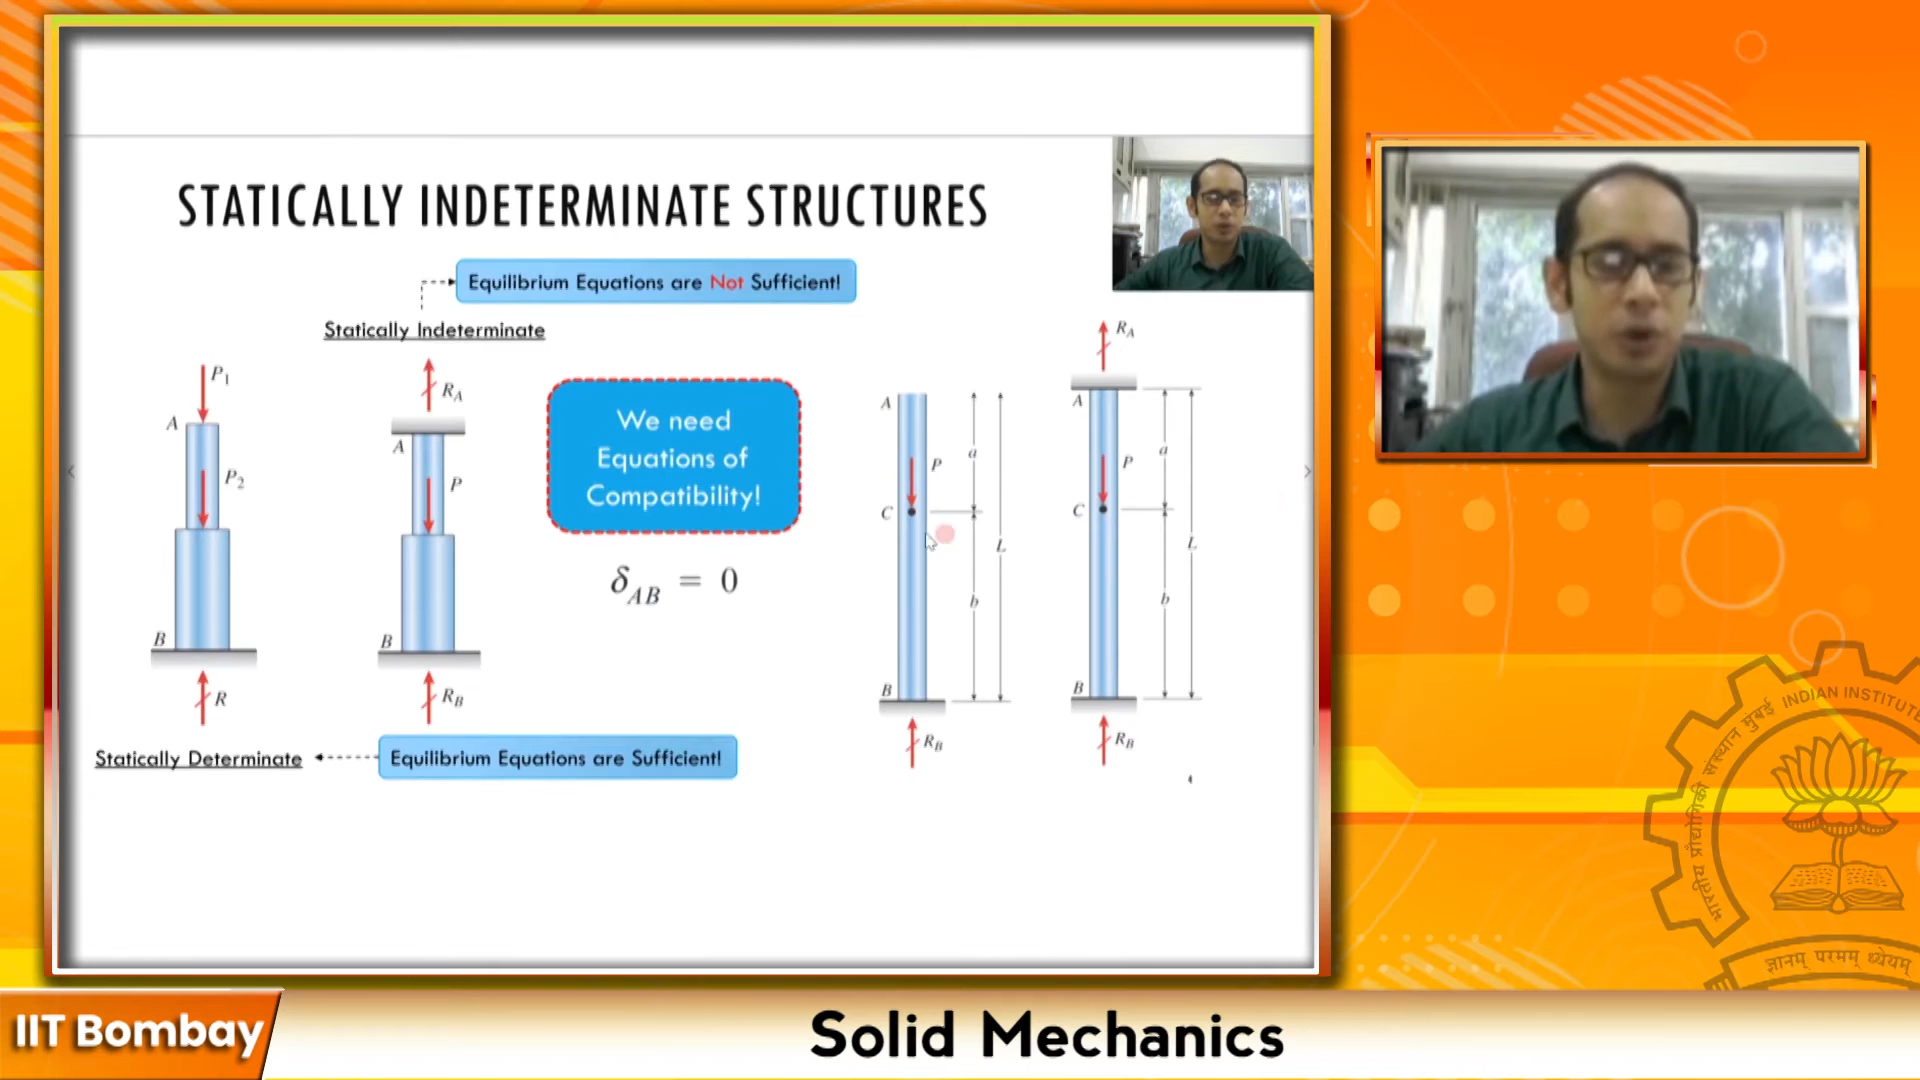 STATICALLY INDETERMINATE STRUCTURES
Equilibrium Equations are Not Sufficient!
Statically Indeterminate
P1
A
P2
B
R
Statically Determinate
RA
A
P
B
RB
Equilibrium Equations are Sufficient!
We need
Equations of
Compatibility!
δAB = 0
A
P
a
C
L
b
B
RB
RA
A
P
a
C
L
b
B
RB
भारतीय प्रौद्योगिकी संस्थान मुंबई
INDIAN INSTITUTE
ज्ञानम् परमम् ध्येयम्
IIT Bombay
Solid Mechanics